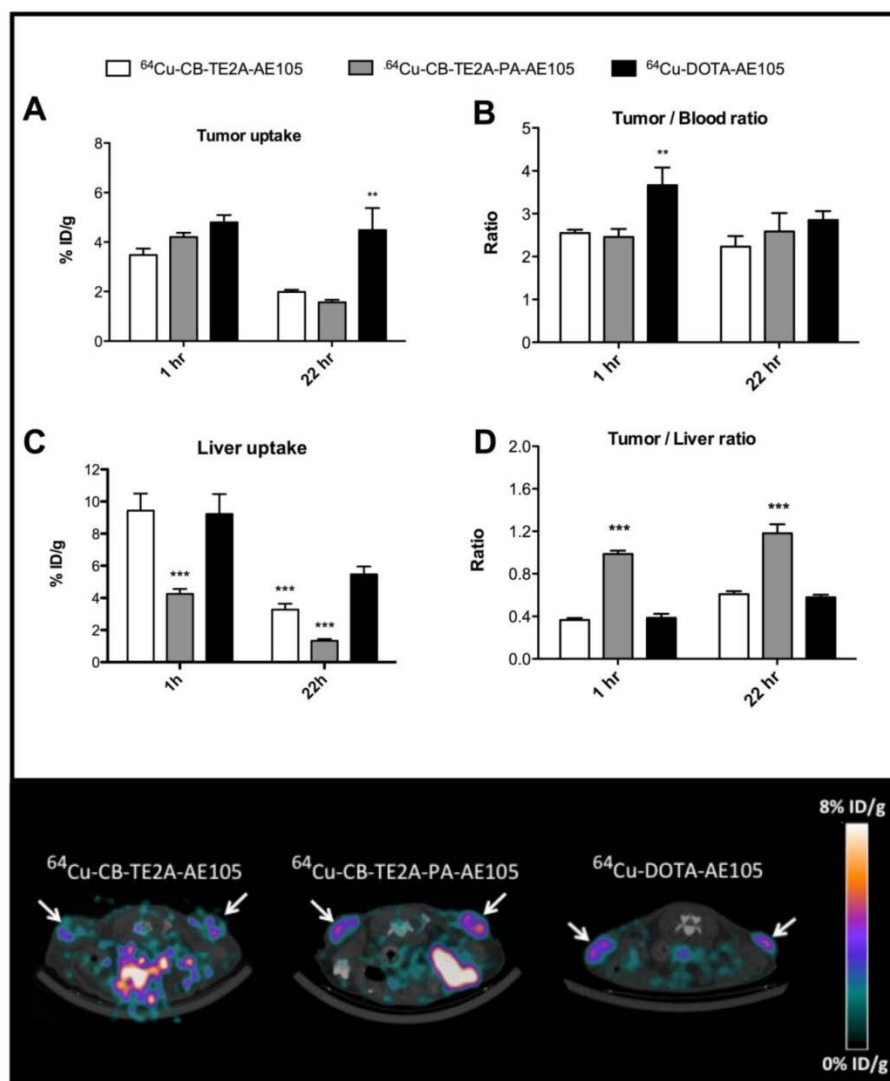 ⁶⁴Cu-CB-TE2A-AE105 .⁶⁴Cu-CB-TE2A-PA-AE105 ⁶⁴Cu-DOTA-AE105
A
Tumor uptake
8
6
4
2
0
% ID/g
**
1 hr 22 hr
B
Tumor / Blood ratio
5
4
3
2
1
0
Ratio
**
1 hr 22 hr
C
Liver uptake
12
10
8
6
4
2
0
% ID/g
***
***
***
1h 22h
D
Tumor / Liver ratio
2.0
1.6
1.2
0.8
0.4
0.0
Ratio
***
***
1 hr 22 hr
8% ID/g
⁶⁴Cu-CB-TE2A-AE105 ⁶⁴Cu-CB-TE2A-PA-AE105 ⁶⁴Cu-DOTA-AE105
0% ID/g